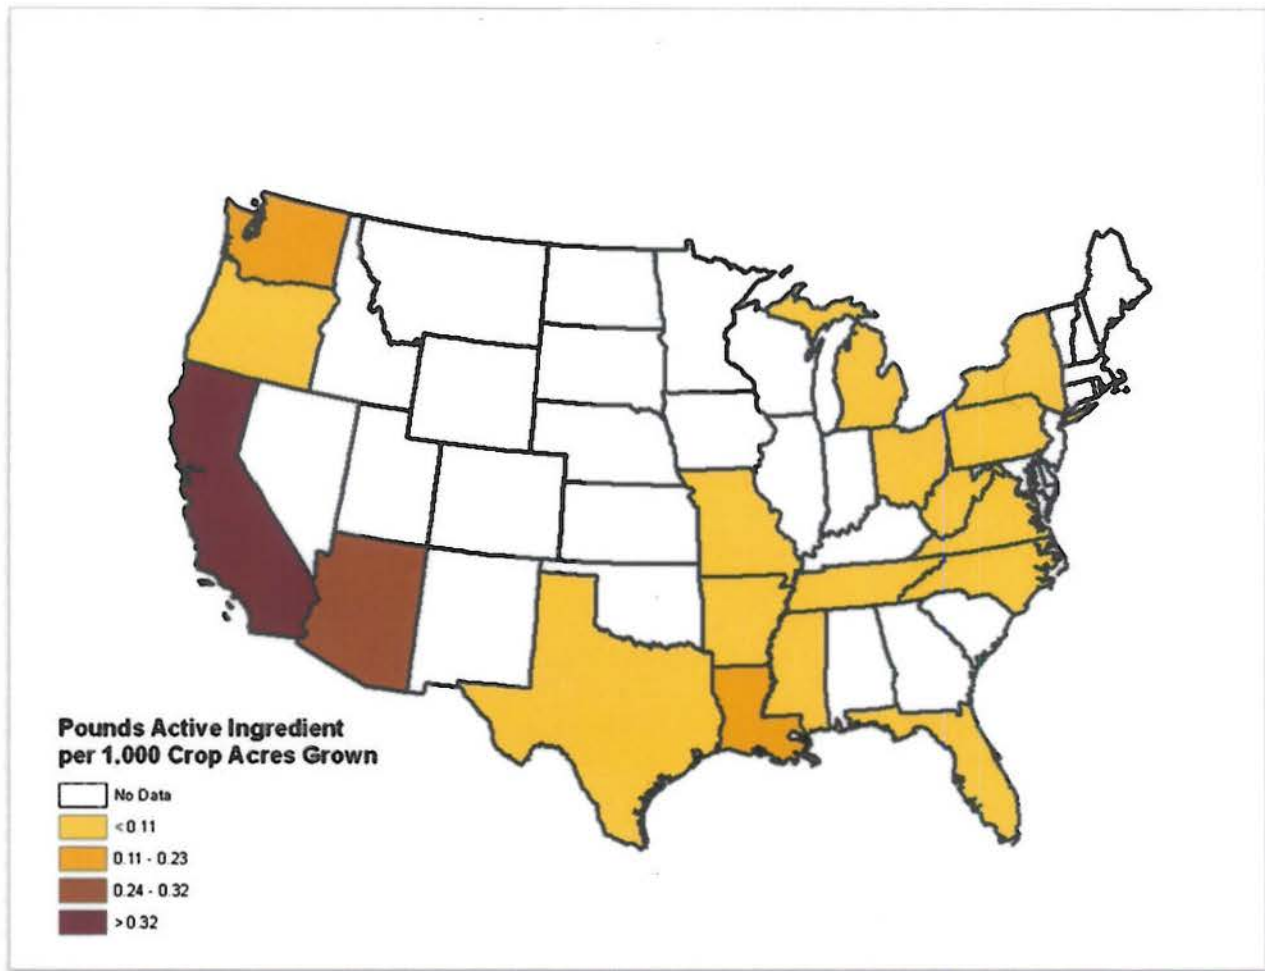 Pounds Active Ingredient
per 1.000 Crop Acres Grown
No Data
<0.11
0.11 - 0.23
0.24 - 0.32
>0.32